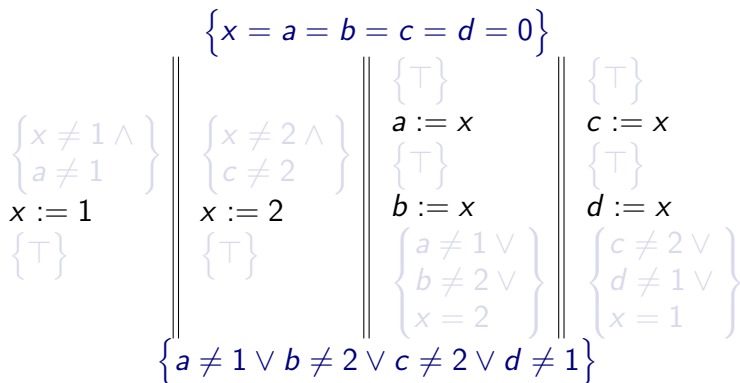 {x = a = b = c = d = 0}
{⊤} {⊤}
a := x c := x
{x ≠ 1 ∧ {x ≠ 2 ∧
a ≠ 1} c ≠ 2}
{⊤} {⊤}
x := 1 x := 2 b := x d := x
{⊤} {⊤} {a ≠ 1 ∨ {c ≠ 2 ∨
b ≠ 2 ∨ d ≠ 1 ∨
x = 2} x = 1}
{a ≠ 1 ∨ b ≠ 2 ∨ c ≠ 2 ∨ d ≠ 1}